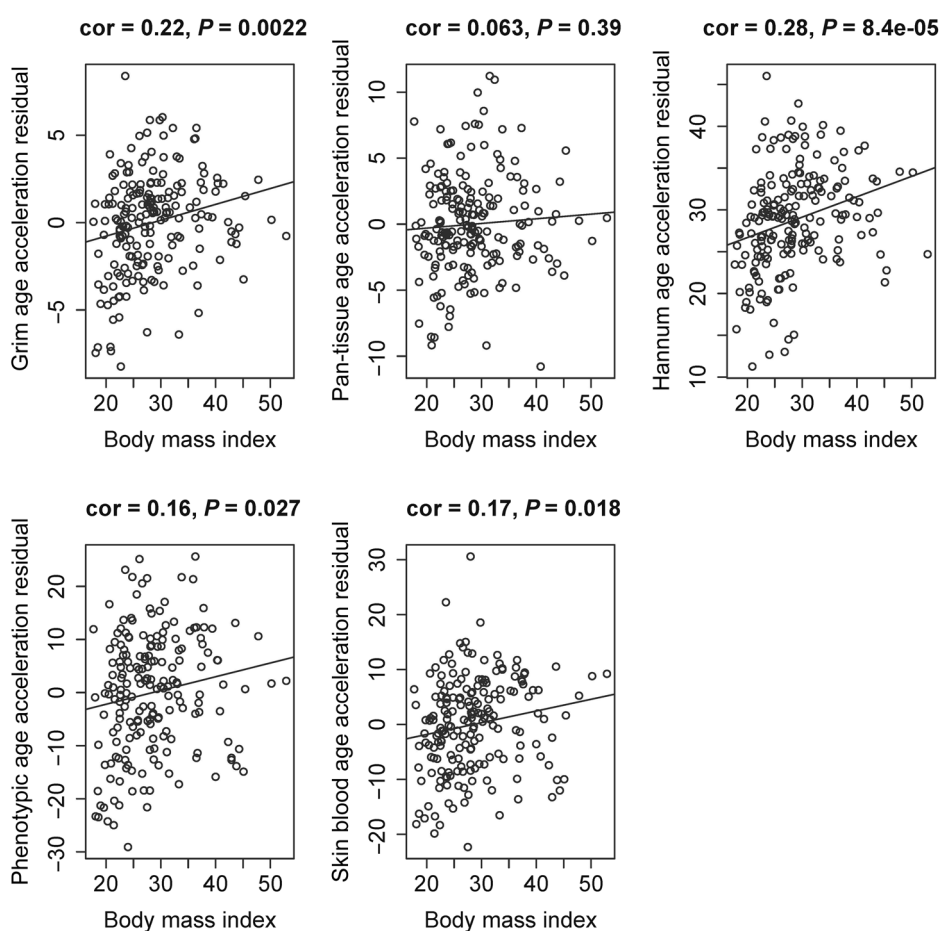 cor = 0.22, P = 0.0022
Grim age acceleration residual
5
0
−5
20 30 40 50
Body mass index
cor = 0.063, P = 0.39
Pan-tissue age acceleration residual
10
5
0
−5
−10
20 30 40 50
Body mass index
cor = 0.28, P = 8.4e-05
Hannum age acceleration residual
40
30
20
10
20 30 40 50
Body mass index
cor = 0.16, P = 0.027
Phenotypic age acceleration residual
20
10
0
−10
−20
−30
20 30 40 50
Body mass index
cor = 0.17, P = 0.018
Skin blood age acceleration residual
30
20
10
0
−10
−20
20 30 40 50
Body mass index